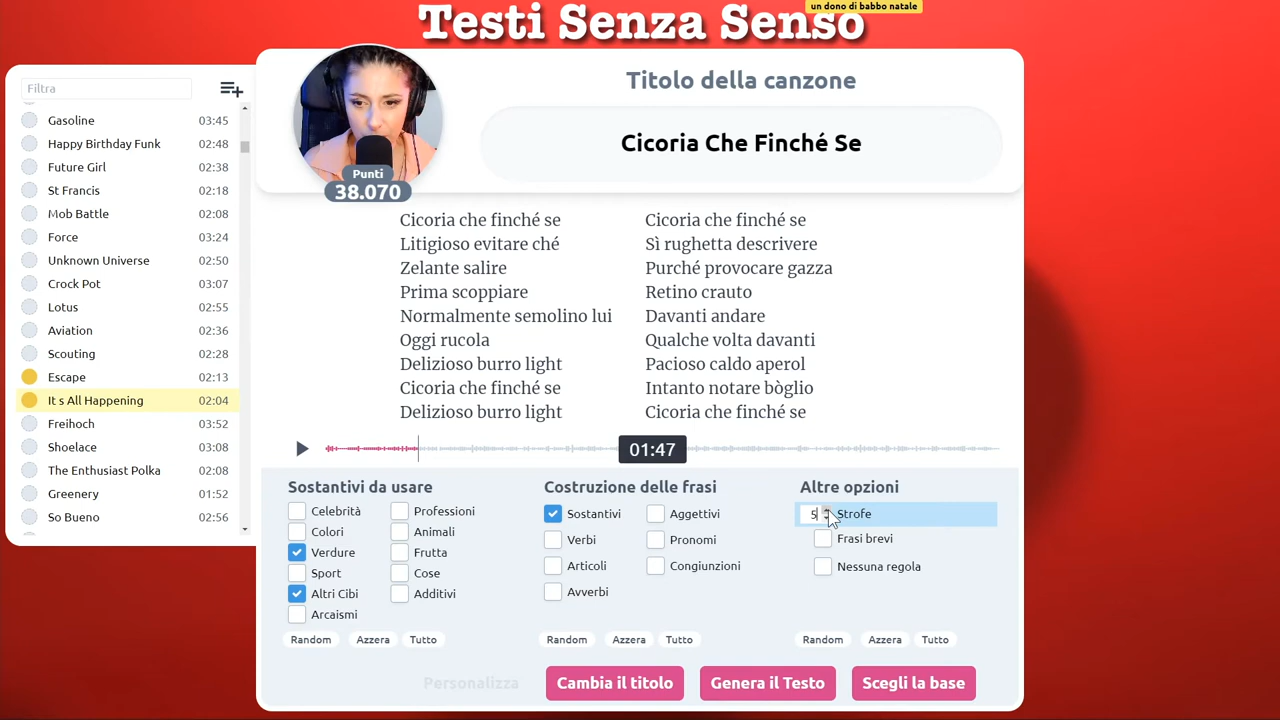 un dono di babbo natale
Testi Senza Senso
Filtra
Gasoline 03:45
Happy Birthday Funk 02:48
Future Girl 02:38
St Francis 02:18
Mob Battle 02:08
Force 03:24
Unknown Universe 02:50
Crock Pot 03:07
Lotus 02:55
Aviation 02:36
Scouting 02:28
Escape 02:13
It s All Happening 02:04
Freihoch 03:52
Shoelace 03:08
The Enthusiast Polka 02:08
Greenery 01:52
So Bueno 02:56
Punti
38.070
Titolo della canzone
Cicoria Che Finché Se
Cicoria che finché se
Litigioso evitare ché
Zelante salire
Prima scoppiare
Normalmente semolino lui
Oggi rucola
Delizioso burro light
Cicoria che finché se
Delizioso burro light
Cicoria che finché se
Sì rughetta descrivere
Purché provocare gazza
Retino crauto
Davanti andare
Qualche volta davanti
Pacioso caldo aperol
Intanto notare bòglio
Cicoria che finché se
01:47
Sostantivi da usare
Celebrità Professioni
Colori Animali
Verdure Frutta
Sport Cose
Altri Cibi Additivi
Arcaismi
Random Azzera Tutto
Costruzione delle frasi
Sostantivi Aggettivi
Verbi Pronomi
Articoli Congiunzioni
Avverbi
Random Azzera Tutto
Altre opzioni
5 Strofe
Frasi brevi
Nessuna regola
Random Azzera Tutto
Personalizza Cambia il titolo Genera il Testo Scegli la base